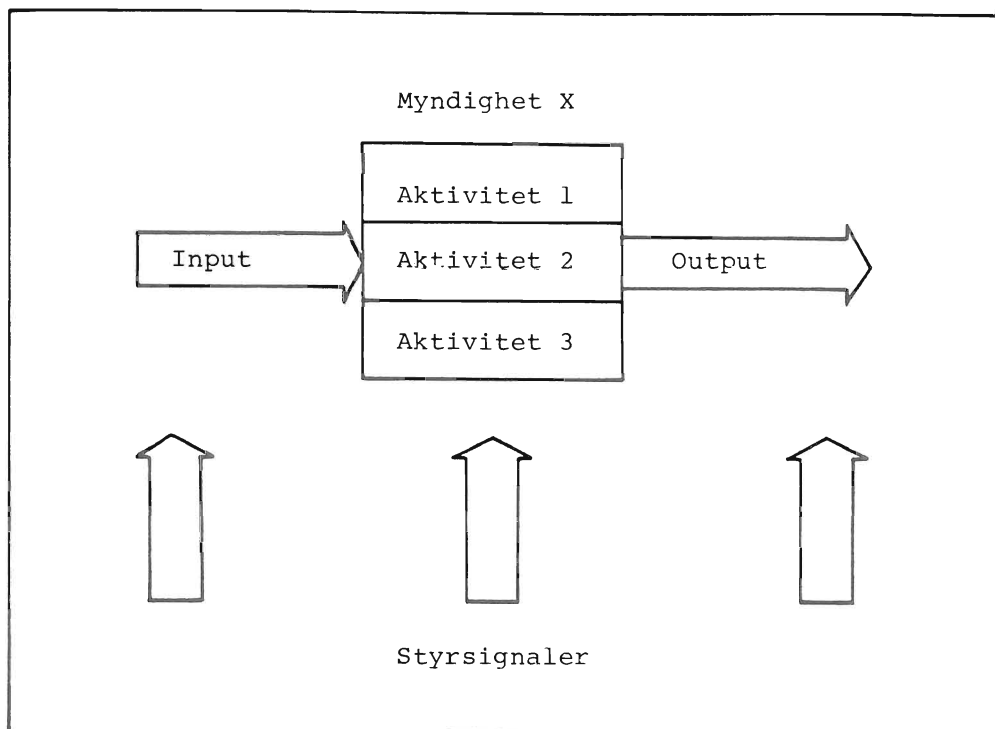 Myndighet X
Aktivitet 1
Input
Aktivitet 2
Output
Aktivitet 3
Styrsignaler